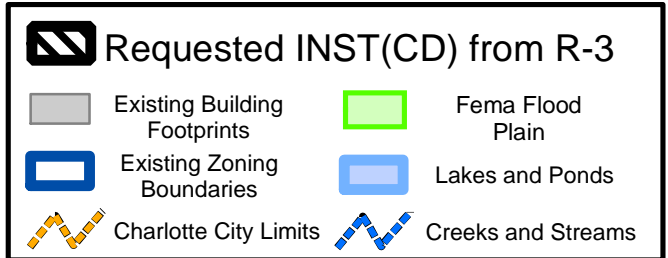 Requested INST(CD) from R-3
Existing Building
Footprints
Fema Flood
Plain
Existing Zoning
Boundaries
Lakes and Ponds
Charlotte City Limits
Creeks and Streams